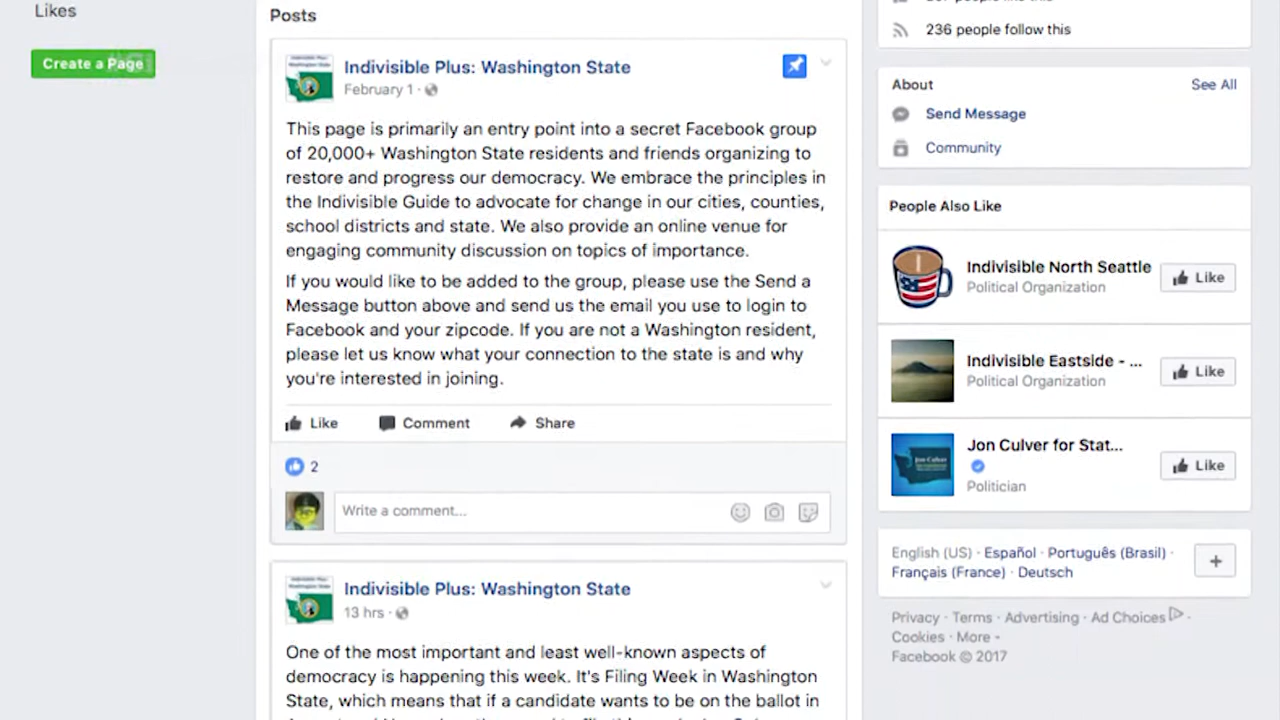 Likes
Create a Page
Posts
Indivisible Plus: Washington State
February 1 ·
This page is primarily an entry point into a secret Facebook group
of 20,000+ Washington State residents and friends organizing to
restore and progress our democracy. We embrace the principles in
the Indivisible Guide to advocate for change in our cities, counties,
school districts and state. We also provide an online venue for
engaging community discussion on topics of importance.
If you would like to be added to the group, please use the Send a
Message button above and send us the email you use to login to
Facebook and your zipcode. If you are not a Washington resident,
please let us know what your connection to the state is and why
you're interested in joining.
Like Comment Share
2
Write a comment...
Indivisible Plus: Washington State
13 hrs ·
One of the most important and least well-known aspects of
democracy is happening this week. It's Filing Week in Washington
State, which means that if a candidate wants to be on the ballot in
236 people follow this
About See All
Send Message
Community
People Also Like
Indivisible North Seattle
Political Organization
Like
Indivisible Eastside - ...
Political Organization
Like
Jon Culver for Stat...
Politician
Like
English (US) · Español · Português (Brasil) ·
Français (France) · Deutsch
+
Privacy · Terms · Advertising · Ad Choices ·
Cookies · More
Facebook © 2017